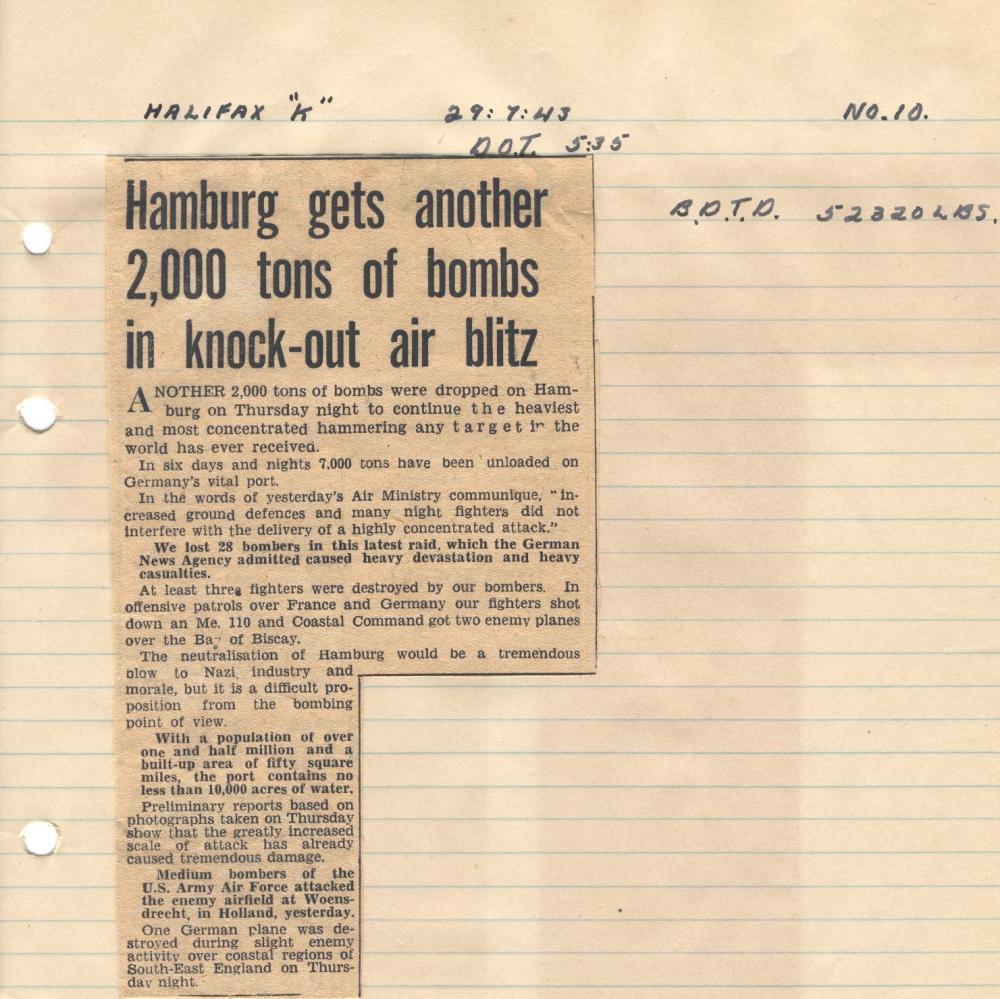 HALIFAX "K" 29:7:43 NO.10.
D.O.T. 5:35
B.D.T.D. 52320 LBS.
Hamburg gets another
2,000 tons of bombs
in knock-out air blitz
ANOTHER 2,000 tons of bombs were dropped on Ham-
burg on Thursday night to continue the heaviest
and most concentrated hammering any target in the
world has ever received.
In six days and nights 7,000 tons have been unloaded on
Germany's vital port.
In the words of yesterday's Air Ministry communique, "in-
creased ground defences and many night fighters did not
interfere with the delivery of a highly concentrated attack."
We lost 28 bombers in this latest raid, which the German
News Agency admitted caused heavy devastation and heavy
casualties.
At least three fighters were destroyed by our bombers. In
offensive patrols over France and Germany our fighters shot
down an Me. 110 and Coastal Command got two enemy planes
over the Bay of Biscay.
The neutralisation of Hamburg would be a tremendous
blow to Nazi industry and
morale, but it is a difficult pro-
position from the bombing
point of view.
With a population of over
one and half million and a
built-up area of fifty square
miles, the port contains no
less than 10,000 acres of water.
Preliminary reports based on
photographs taken on Thursday
show that the greatly increased
scale of attack has already
caused tremendous damage.
Medium bombers of the
U.S. Army Air Force attacked
the enemy airfield at Woens-
drecht, in Holland, yesterday.
One German plane was de-
stroyed during slight enemy
activity over coastal regions of
South-East England on Thurs-
day night.